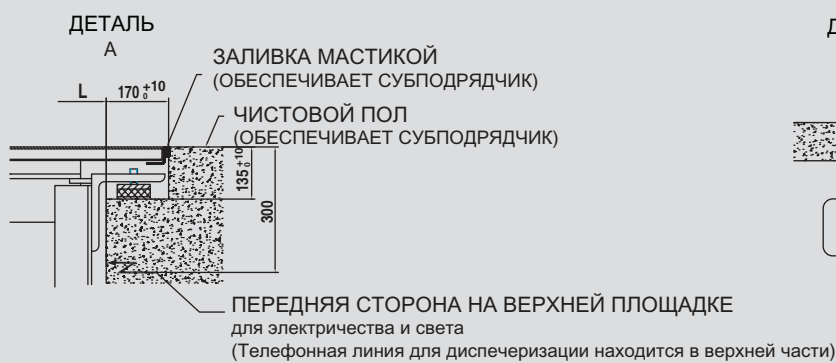 ДЕТАЛЬ
А
ЗАЛИВКА МАСТИКОЙ
(ОБЕСПЕЧИВАЕТ СУБПОДРЯДЧИК)
L 170 +10 0
ЧИСТОВОЙ ПОЛ
(ОБЕСПЕЧИВАЕТ СУБПОДРЯДЧИК)
135 +10 0
300
ПЕРЕДНЯЯ СТОРОНА НА ВЕРХНЕЙ ПЛОЩАДКЕ
для электричества и света
(Телефонная линия для диспечеризации находится в верхней части)